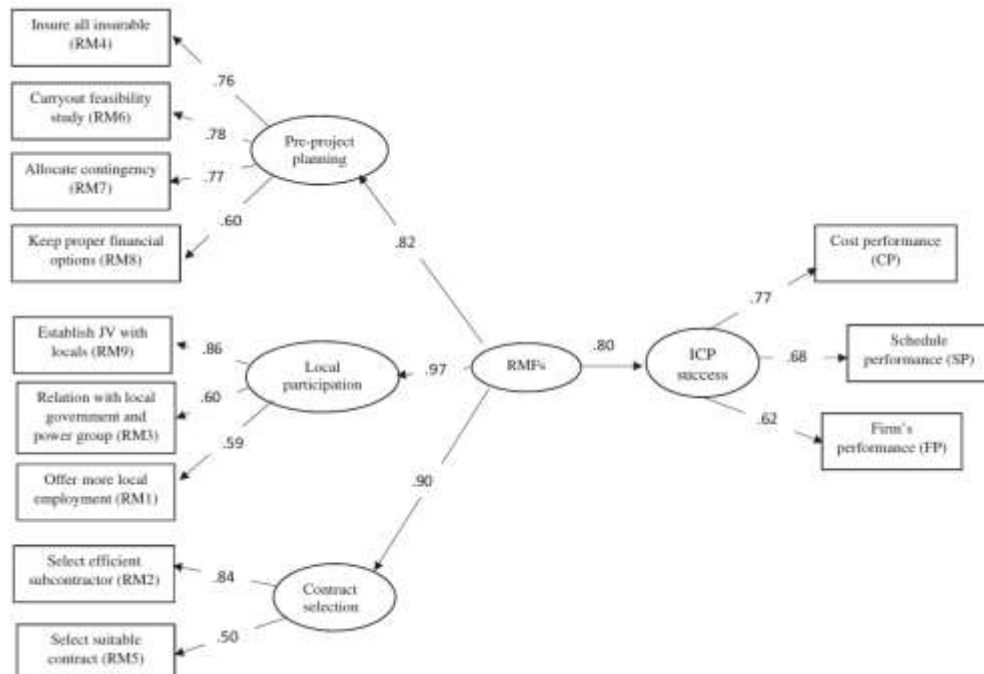 Insure all insurable
(RM4)
.76
Carryout feasibility
study (RM6)
.78
Pre-project
planning
Allocate contingency
(RM7)
.77
.60
Keep proper financial
options (RM8)
.82
Cost performance
(CP)
.77
Establish JV with
locals (RM9)
.86
Local
participation
.97
RMFs
.80
ICP
success
.68
Schedule
performance (SP)
Relation with local
government and
power group (RM3)
.60
.59
.62
Firm's
performance (FP)
Offer more local
employment (RM1)
.90
Select efficient
subcontractor (RM2)
.84
Contract
selection
.50
Select suitable
contract (RM5)